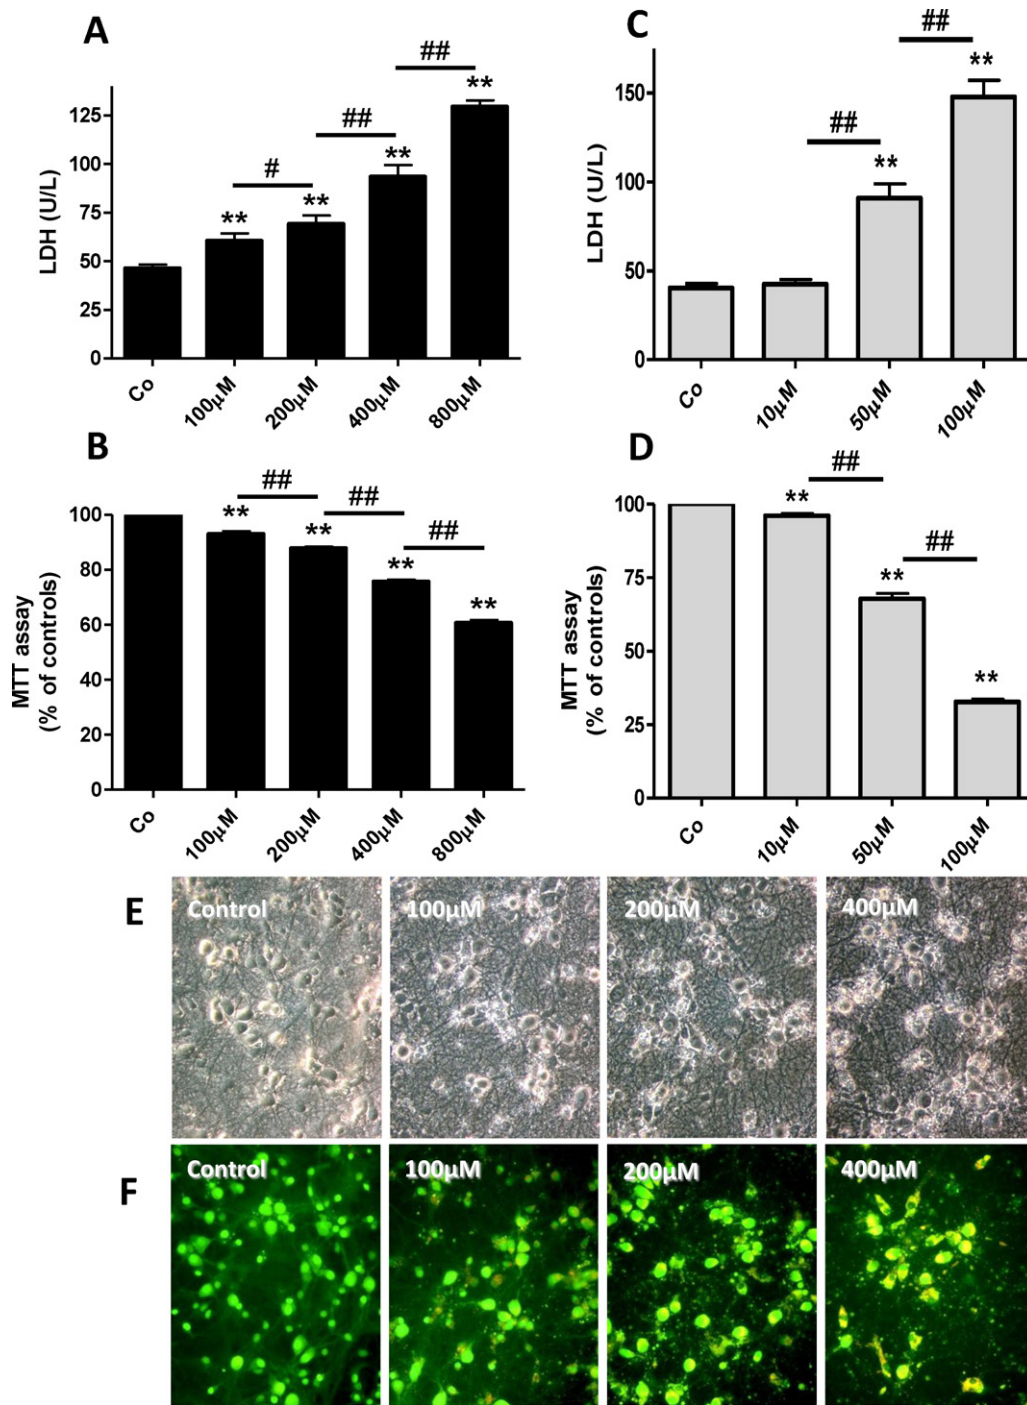 A
##
##
#
**
**
**
**
LDH (U/L)
125
100
75
50
25
0
Co
100µM
200µM
400µM
800µM
C
##
##
**
**
LDH (U/L)
150
100
50
0
Co
10µM
50µM
100µM
B
##
##
##
**
**
**
**
MTT assay
(% of controls)
100
80
60
40
20
0
Co
100µM
200µM
400µM
800µM
D
##
##
**
**
**
MTT assay
(% of controls)
100
75
50
25
0
Co
10µM
50µM
100µM
E
Control
100µM
200µM
400µM
F
Control
100µM
200µM
400µM